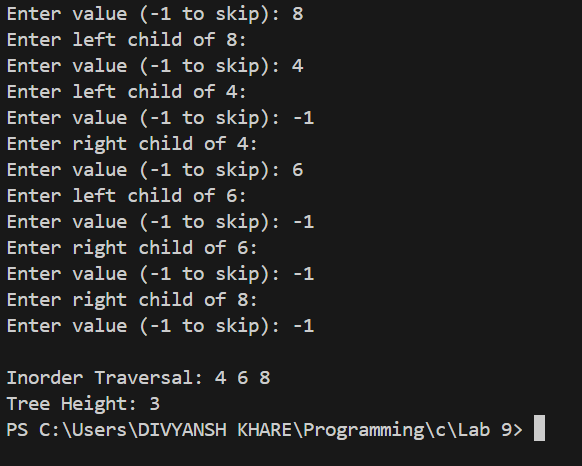 Enter value (-1 to skip): 8
Enter left child of 8:
Enter value (-1 to skip): 4
Enter left child of 4:
Enter value (-1 to skip): -1
Enter right child of 4:
Enter value (-1 to skip): 6
Enter left child of 6:
Enter value (-1 to skip): -1
Enter right child of 6:
Enter value (-1 to skip): -1
Enter right child of 8:
Enter value (-1 to skip): -1
Inorder Traversal: 4 6 8
Tree Height: 3
PS C:\Users\DIVYANSH KHARE\Programming\c\Lab 9>